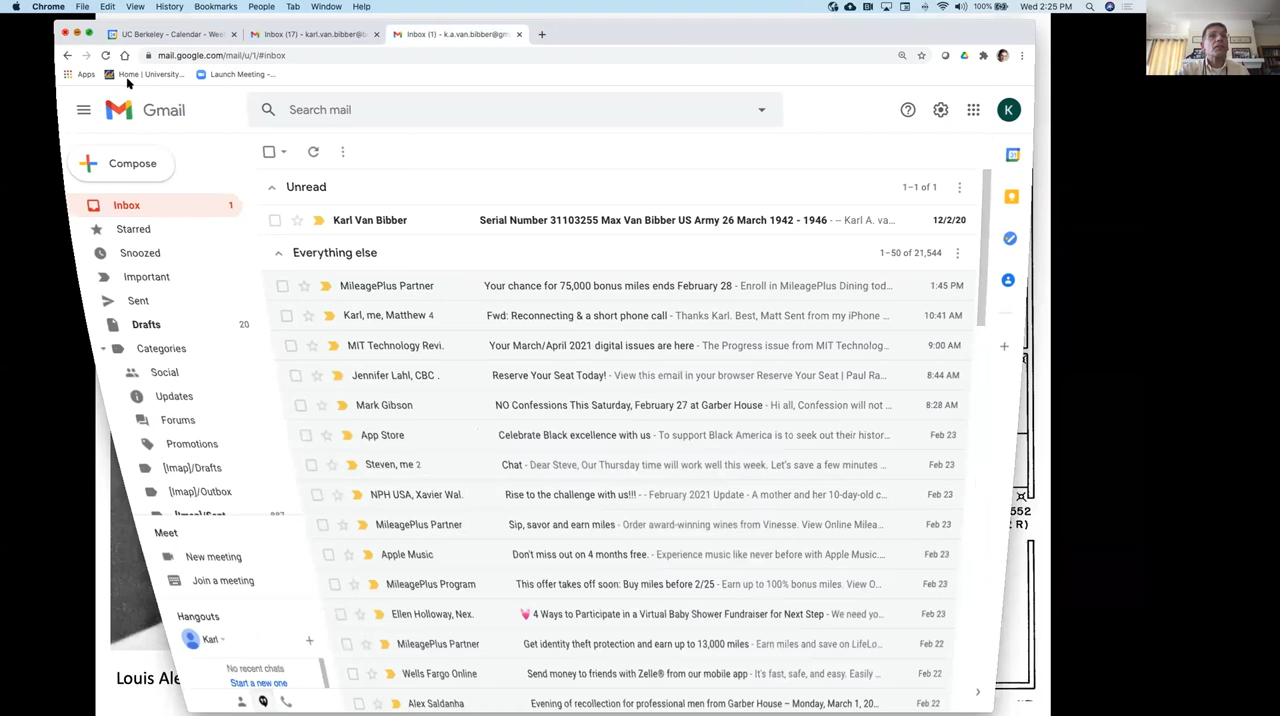 Chrome File Edit View History Bookmarks People Tab Window Help 100% Wed 2:25 PM
UC Berkeley - Calendar - Wee Inbox (17) - karl.van.bibber@b Inbox (1) - k.a.van.bibber@gm
mail.google.com/mail/u/1/#inbox
Apps Home | University... Launch Meeting -...
Gmail Search mail K
Compose
Unread 1–1 of 1
Inbox 1
Karl Van Bibber Serial Number 31103255 Max Van Bibber US Army 26 March 1942 - 1946 - -- Karl A. va... 12/2/20
Starred
Everything else 1–50 of 21,544
Snoozed
Important
MileagePlus Partner Your chance for 75,000 bonus miles ends February 28 - Enroll in MileagePlus Dining tod... 1:45 PM
Sent
Karl, me, Matthew 4 Fwd: Reconnecting & a short phone call - Thanks Karl. Best, Matt Sent from my iPhone ... 10:41 AM
Drafts 20
MIT Technology Revi. Your March/April 2021 digital issues are here - The Progress issue from MIT Technolog... 9:00 AM
Categories
Social
Jennifer Lahl, CBC . Reserve Your Seat Today! - View this email in your browser Reserve Your Seat | Paul Ra... 8:44 AM
Updates
Mark Gibson NO Confessions This Saturday, February 27 at Garber House - Hi all, Confession will not ... 8:28 AM
Forums
App Store Celebrate Black excellence with us - To support Black America is to seek out their histor... Feb 23
Promotions
Steven, me 2 Chat - Dear Steve, Our Thursday time will work well this week. Let's save a few minutes ... Feb 23
[Imap]/Drafts
[Imap]/Outbox
NPH USA, Xavier Wal. Rise to the challenge with us!!! - - February 2021 Update - A mother and her 10-year-old c... Feb 23
[Imap]/Sent 887
MileagePlus Partner Sip, savor and earn miles - Order award-winning wines from Vinesse. View Online Milea... Feb 23
Meet
New meeting
Apple Music Don't miss out on 4 months free. - Experience music like never before with Apple Music.... Feb 23
Join a meeting
MileagePlus Program This offer takes off soon: Buy miles before 2/25 - Earn up to 100% bonus miles. View O... Feb 23
Hangouts
Ellen Holloway, Nex. 4 Ways to Participate in a Virtual Baby Shower Fundraiser for Next Step - We need yo... Feb 23
Karl
MileagePlus Partner Get identity theft protection and earn up to 13,000 miles - Earn miles and save on LifeLo... Feb 22
No recent chats
Start a new one
Wells Fargo Online Send money to friends with Zelle® from our mobile app - It's fast, safe, and easy. Easily ... Feb 22
Alex Saldanha Evening of recollection for professional men from Garber House – Monday, March 1, 20... Feb 22
Louis Ale
552
R)